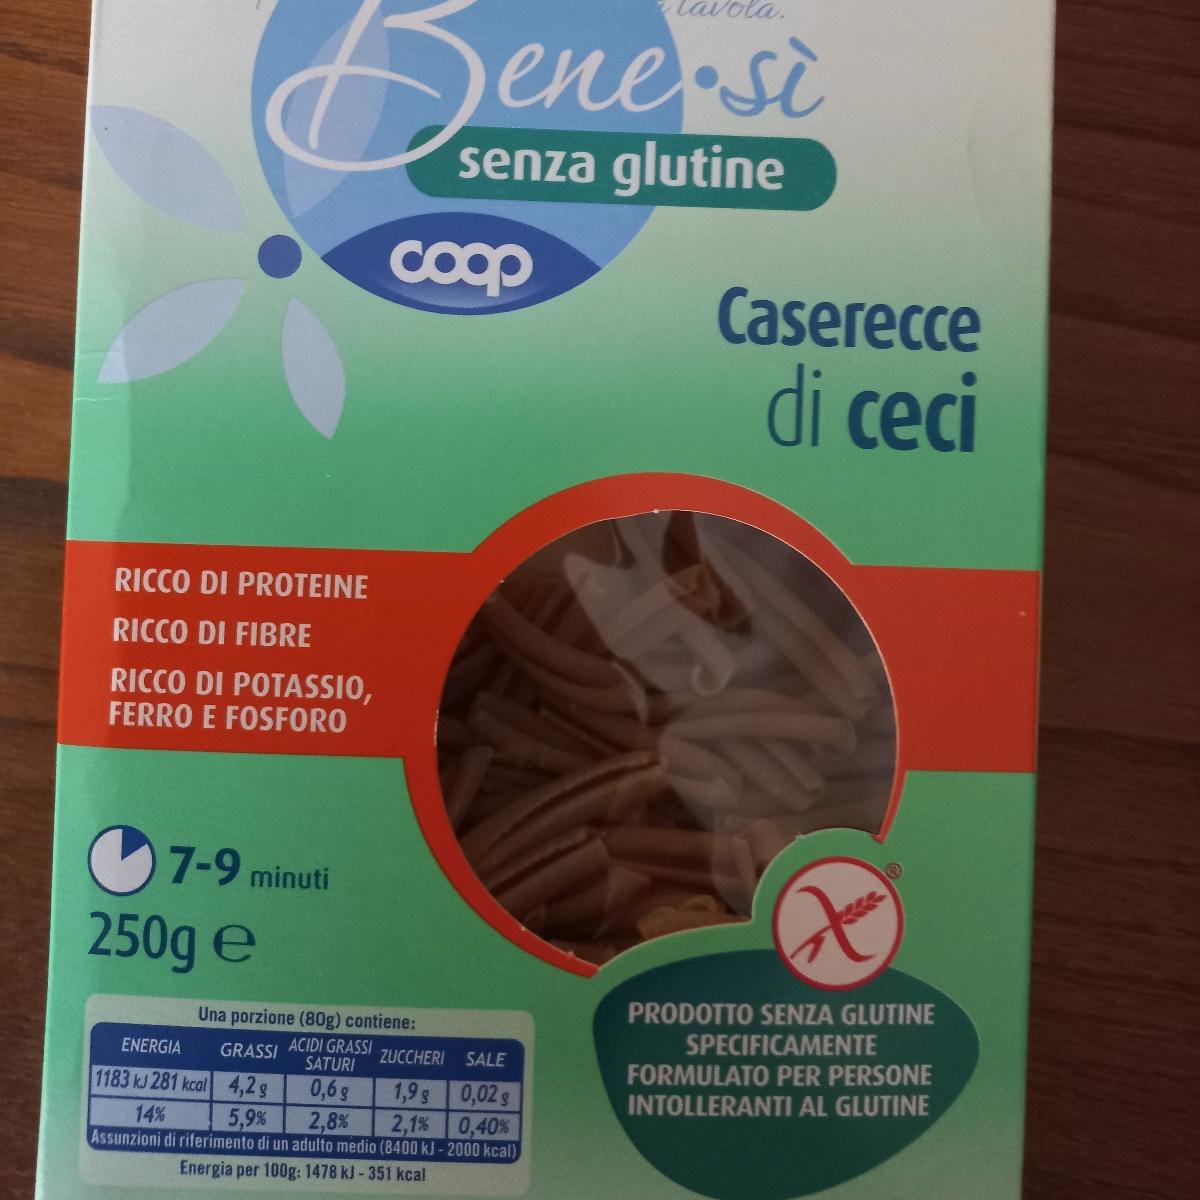 tavola.
Bene.sì
senza glutine
coop
Caserecce
di ceci
RICCO DI PROTEINE
RICCO DI FIBRE
RICCO DI POTASSIO,
FERRO E FOSFORO
7-9 minuti
250g ℮
®
PRODOTTO SENZA GLUTINE
SPECIFICAMENTE
FORMULATO PER PERSONE
INTOLLERANTI AL GLUTINE
Una porzione (80g) contiene:
ENERGIA GRASSI ACIDI GRASSI SATURI ZUCCHERI SALE
1183 kJ 281 kcal 4,2 g 0,6 g 1,9 g 0,02 g
14% 5,9% 2,8% 2,1% 0,40%
Assunzioni di riferimento di un adulto medio (8400 kJ - 2000 kcal)
Energia per 100g: 1478 kJ - 351 kcal